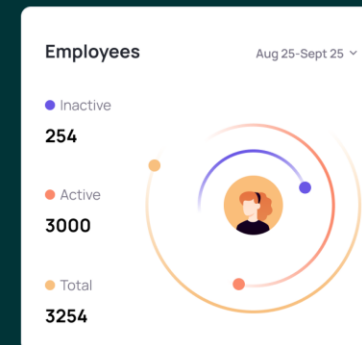 Employees
Aug 25-Sept 25
Inactive
254
Active
3000
Total
3254